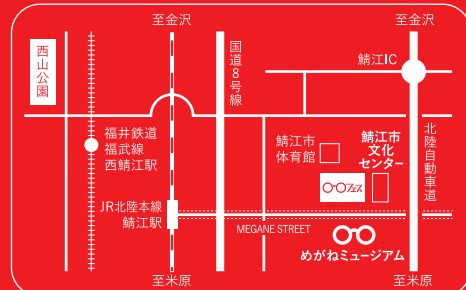 至金沢
至金沢
西山公園
国道8号線
鯖江IC
福井鉄道
福武線
西鯖江駅
鯖江市
体育館
鯖江市
文化
センター
北陸自動車道
フェス
JR北陸本線
鯖江駅
MEGANE STREET
めがねミュージアム
至米原
至米原